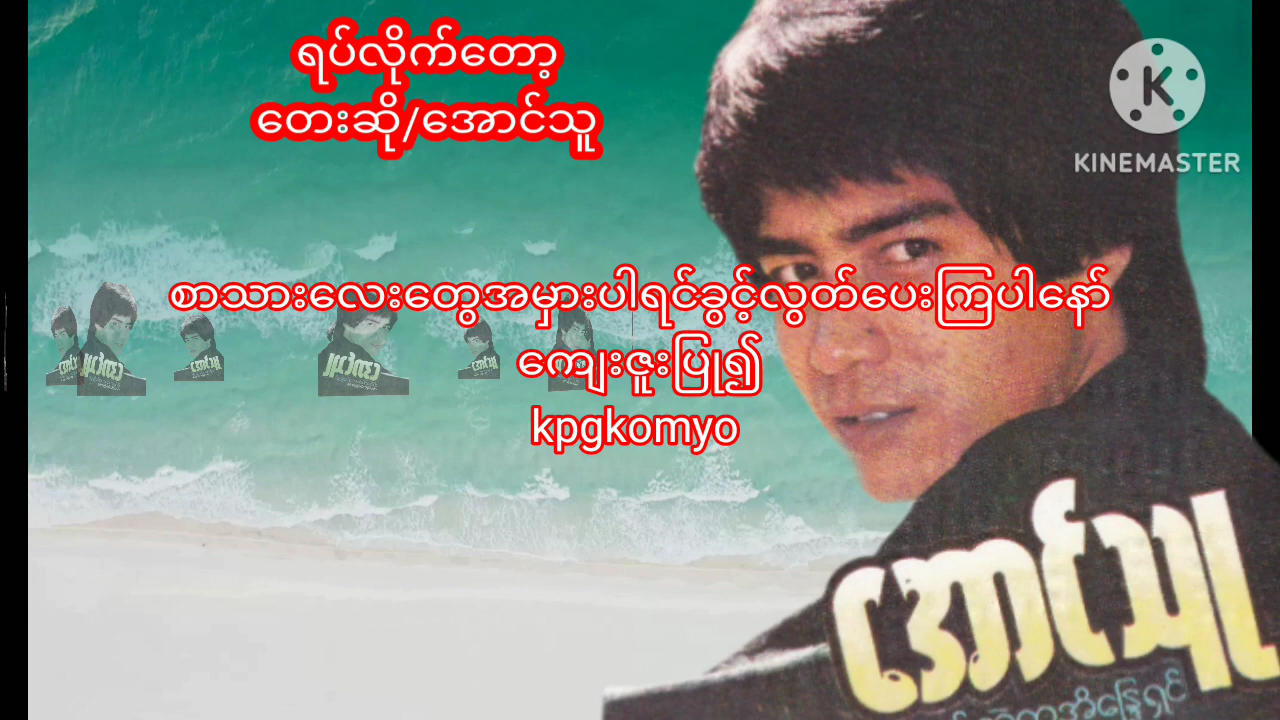 ရပ်လိုက်တော့
တေးဆို/အောင်သူ
KINEMASTER
စာသားလေးတွေအမှားပါရင်ခွင့်လွတ်ပေးကြပါနော်
ကျေးဇူးပြု၍
kpgkomyo
အောင်သူ